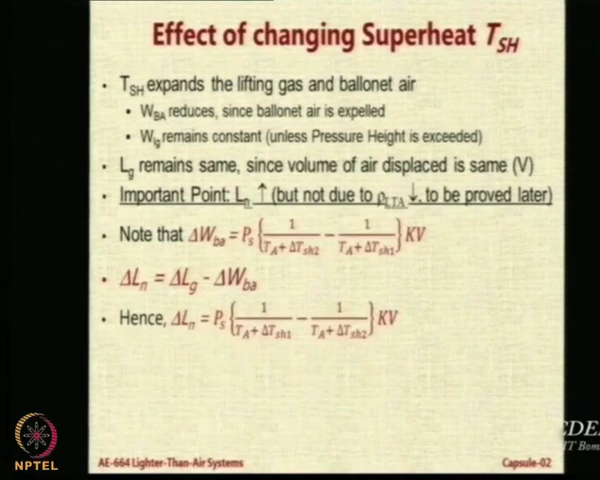 Effect of changing Superheat T_SH
• T_SH expands the lifting gas and ballonet air
• W_BA reduces, since ballonet air is expelled
• W_lg remains constant (unless Pressure Height is exceeded)
• L_g remains same, since volume of air displaced is same (V)
• Important Point: L_n ↑ (but not due to ρ_LTA ↓, to be proved later)
• Note that ΔW_ba = P_s { 1/(T_A + ΔT_sh2) − 1/(T_A + ΔT_sh1) } KV
• ΔL_n = ΔL_g - ΔW_ba
• Hence, ΔL_n = P_s { 1/(T_A + ΔT_sh1) − 1/(T_A + ΔT_sh2) } KV
NPTEL
AE-664 Lighter-Than-Air Systems
Capsule-02